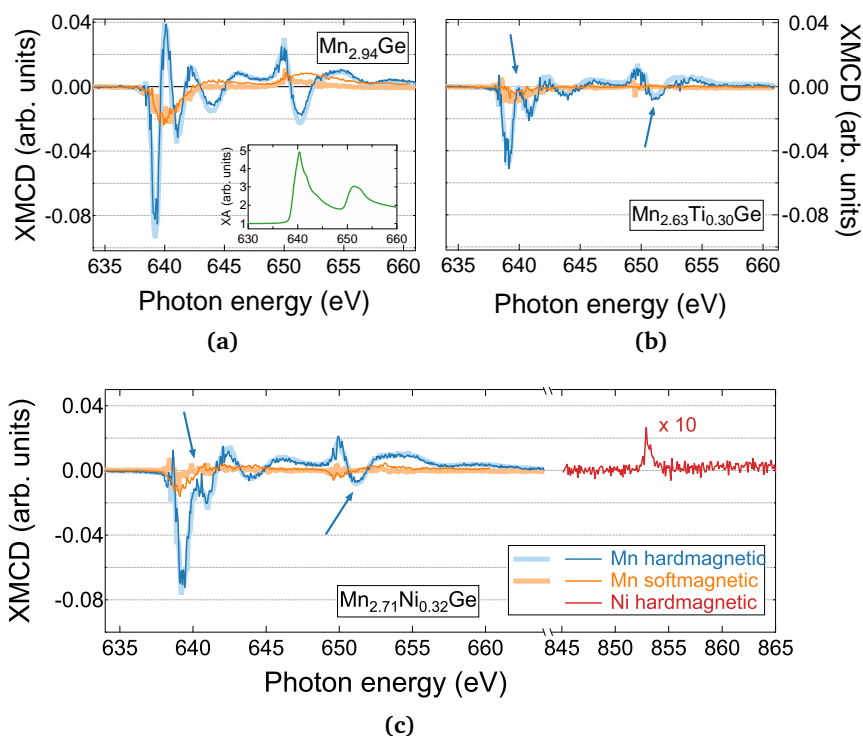 XMCD (arb. units)
0.04
0.00
-0.04
-0.08
Mn2.94Ge
XA (arb. units)
5
4
3
2
1
630 640 650 660
635 640 645 650 655 660
Photon energy (eV)
(a)
XMCD (arb. units)
0.04
0.00
-0.04
-0.08
Mn2.63Ti0.30Ge
635 640 645 650 655 660
Photon energy (eV)
(b)
XMCD (arb. units)
0.04
0.00
-0.04
-0.08
x 10
Mn2.71Ni0.32Ge
Mn hardmagnetic
Mn softmagnetic
Ni hardmagnetic
635 640 645 650 655 660 845 850 855 860 865
Photon energy (eV)
(c)